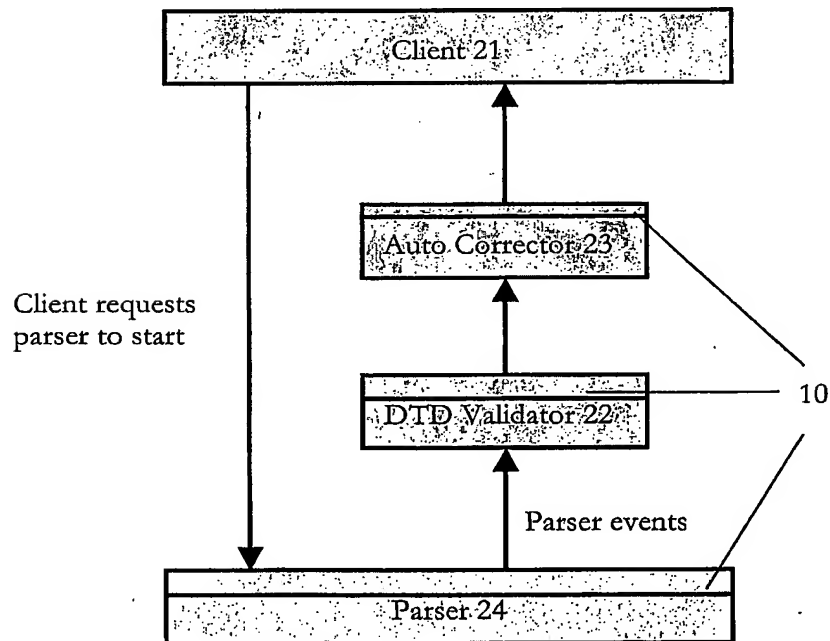 Client 21
Auto Corrector 23
Client requests
parser to start
10
DTD Validator 22
Parser events
Parser 24